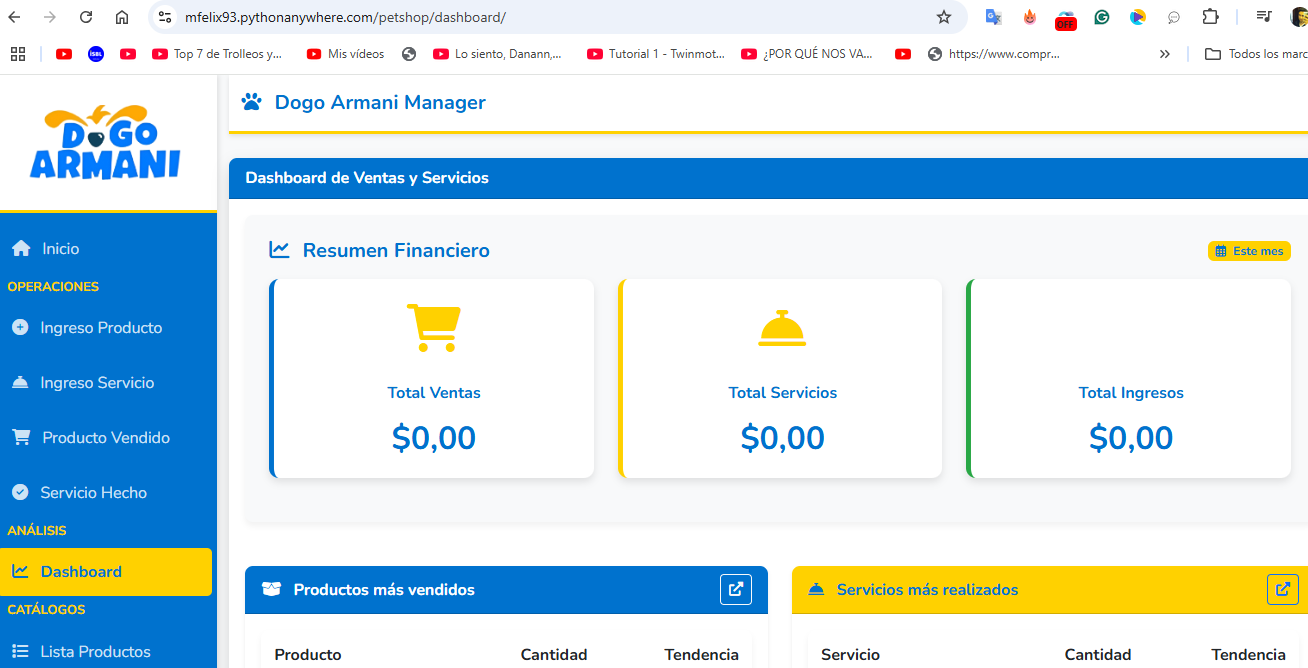 mfelix93.pythonanywhere.com/petshop/dashboard/
OFF
ISBL
Top 7 de Trolleos y...
Mis vídeos
Lo siento, Danann,...
Tutorial 1 - Twinmot...
¿POR QUÉ NOS VA...
https://www.compr...
Todos los marc
DOGO
ARMANI
Inicio
OPERACIONES
Ingreso Producto
Ingreso Servicio
Producto Vendido
Servicio Hecho
ANÁLISIS
Dashboard
CATÁLOGOS
Lista Productos
Dogo Armani Manager
Dashboard de Ventas y Servicios
Resumen Financiero
Este mes
Total Ventas
$0,00
Total Servicios
$0,00
Total Ingresos
$0,00
Productos más vendidos
Producto Cantidad Tendencia
Servicios más realizados
Servicio Cantidad Tendencia